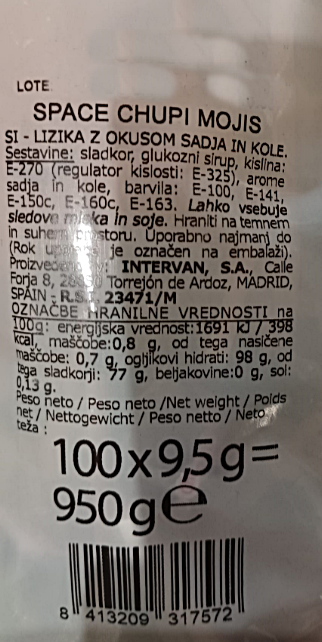 LOTE
SPACE CHUPI MOJIS
SI - LIZIKA Z OKUSOM SADJA IN KOLE.
Sestavine: sladkor, glukozni sirup, kislina:
E-270 (regulator kislosti: E-325), arome
sadja in kole, barvila: E-100, E-141,
E-150c, E-160c, E-163. Lahko vsebuje
sledove mleka in soje. Hraniti na temnem
in suhem prostoru. Uporabno najmanj do
(Rok je označen na embalaži).
INTERVAN, S.A., Calle
Forja 8, Torrejón de Ardoz, MADRID,
SPAIN - R.S.I. 23471/M
OZNAČBE HRANILNE VREDNOSTI na
100g: energijska vrednost:1691 kJ / 398
kcal, maščobe:0,8 g, od tega nasičene
maščobe: 0,7 g, ogljikovi hidrati: 98 g, od
tega sladkorji: 77 g, beljakovine:0 g, sol:
0,13 g.
Peso neto / Peso neto /Net weight / Poids
net / Nettogewicht / Peso netto / Neto
teža :
100x9,5g=
950g℮
8 413209 317572